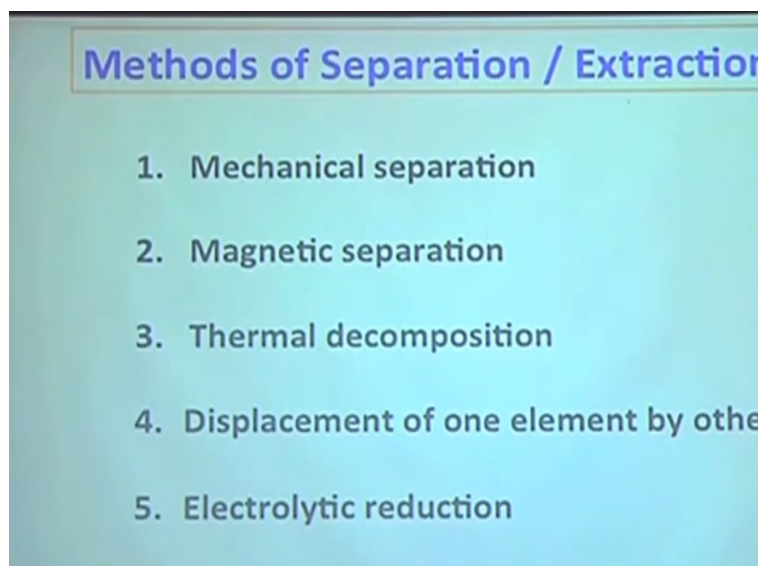 Methods of Separation / Extraction
1. Mechanical separation
2. Magnetic separation
3. Thermal decomposition
4. Displacement of one element by othe
5. Electrolytic reduction